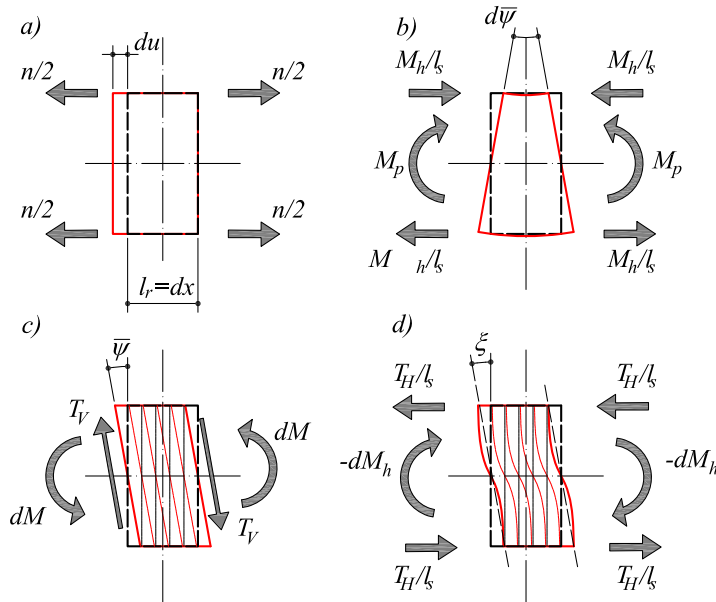 a)
du
n/2
n/2
n/2
n/2
l_r=dx
b)
dψ̅
M_h/l_s
M_h/l_s
M_p
M_p
M h/l_s
M_h/l_s
c)
ψ̅
T_V
dM
dM
T_V
d)
ξ
T_H/l_s
T_H/l_s
-dM_h
-dM_h
T_H/l_s
T_H/l_s